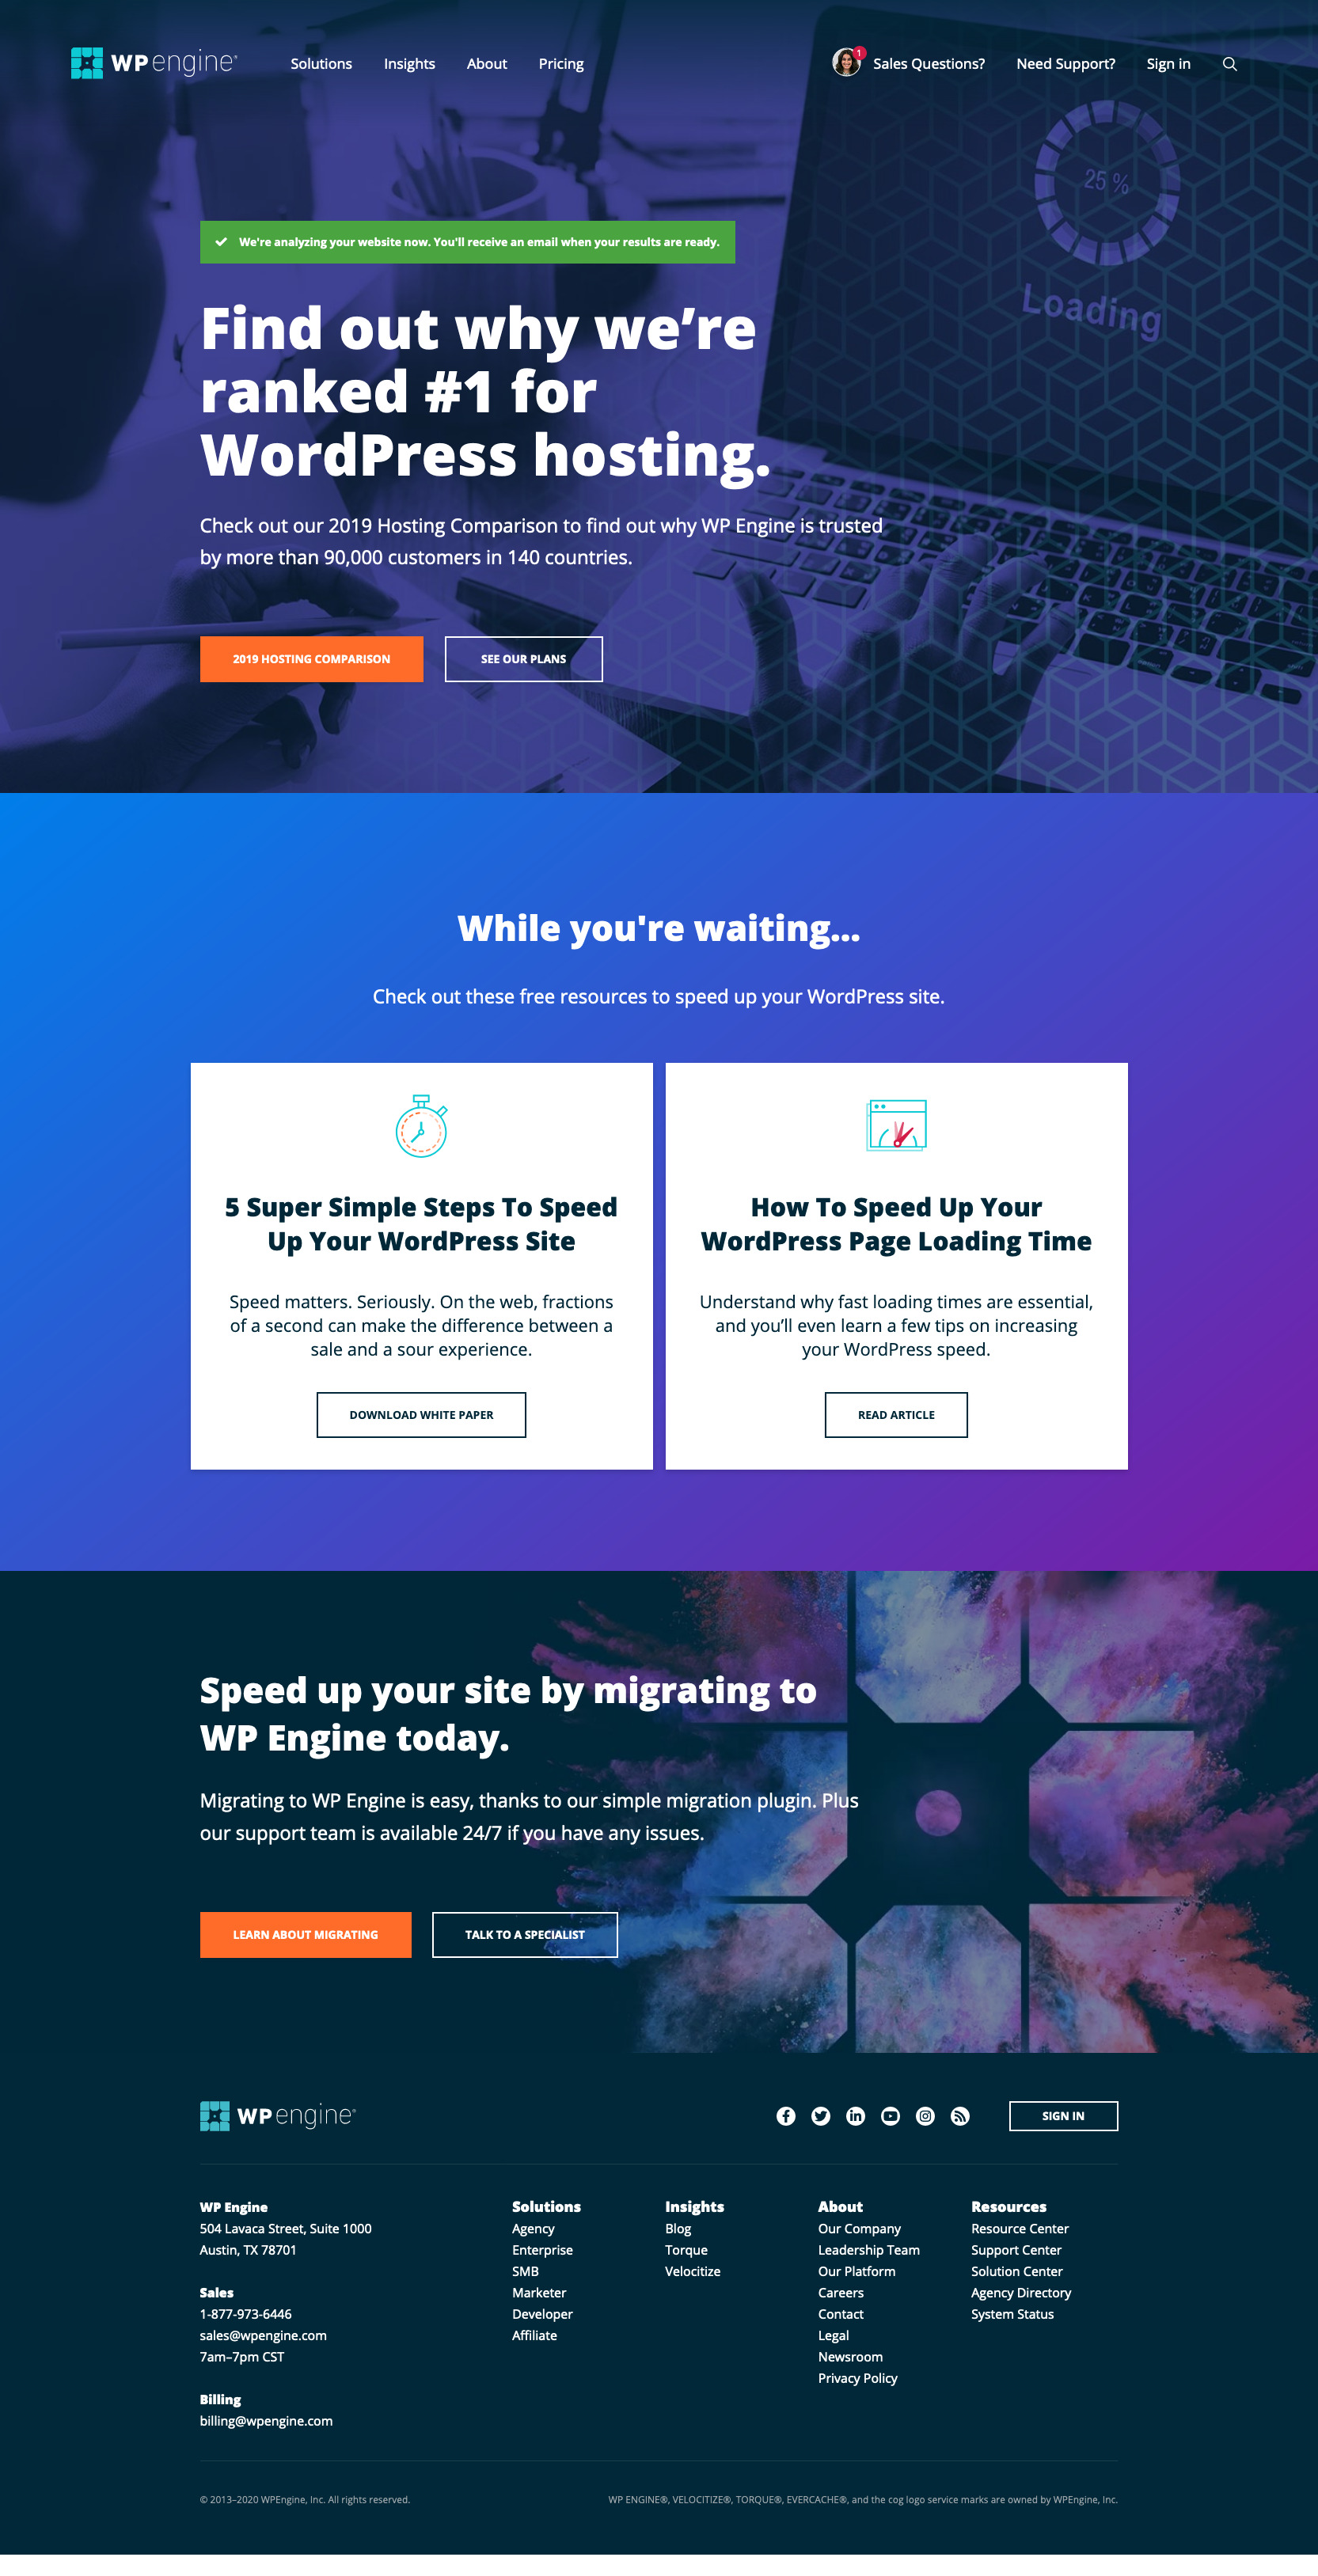 WP engine®
Solutions
Insights
About
Pricing
1
Sales Questions?
Need Support?
Sign in
25 %
Loading
We're analyzing your website now. You'll receive an email when your results are ready.
Find out why we’re
ranked #1 for
WordPress hosting.
Check out our 2019 Hosting Comparison to find out why WP Engine is trusted
by more than 90,000 customers in 140 countries.
2019 HOSTING COMPARISON
SEE OUR PLANS
While you're waiting...
Check out these free resources to speed up your WordPress site.
5 Super Simple Steps To Speed
Up Your WordPress Site
Speed matters. Seriously. On the web, fractions
of a second can make the difference between a
sale and a sour experience.
DOWNLOAD WHITE PAPER
How To Speed Up Your
WordPress Page Loading Time
Understand why fast loading times are essential,
and you’ll even learn a few tips on increasing
your WordPress speed.
READ ARTICLE
Speed up your site by migrating to
WP Engine today.
Migrating to WP Engine is easy, thanks to our simple migration plugin. Plus
our support team is available 24/7 if you have any issues.
LEARN ABOUT MIGRATING
TALK TO A SPECIALIST
WP engine®
SIGN IN
WP Engine
504 Lavaca Street, Suite 1000
Austin, TX 78701
Sales
1-877-973-6446
sales@wpengine.com
7am–7pm CST
Billing
billing@wpengine.com
Solutions
Agency
Enterprise
SMB
Marketer
Developer
Affiliate
Insights
Blog
Torque
Velocitize
About
Our Company
Leadership Team
Our Platform
Careers
Contact
Legal
Newsroom
Privacy Policy
Resources
Resource Center
Support Center
Solution Center
Agency Directory
System Status
© 2013–2020 WPEngine, Inc. All rights reserved.
WP ENGINE®, VELOCITIZE®, TORQUE®, EVERCACHE®, and the cog logo service marks are owned by WPEngine, Inc.